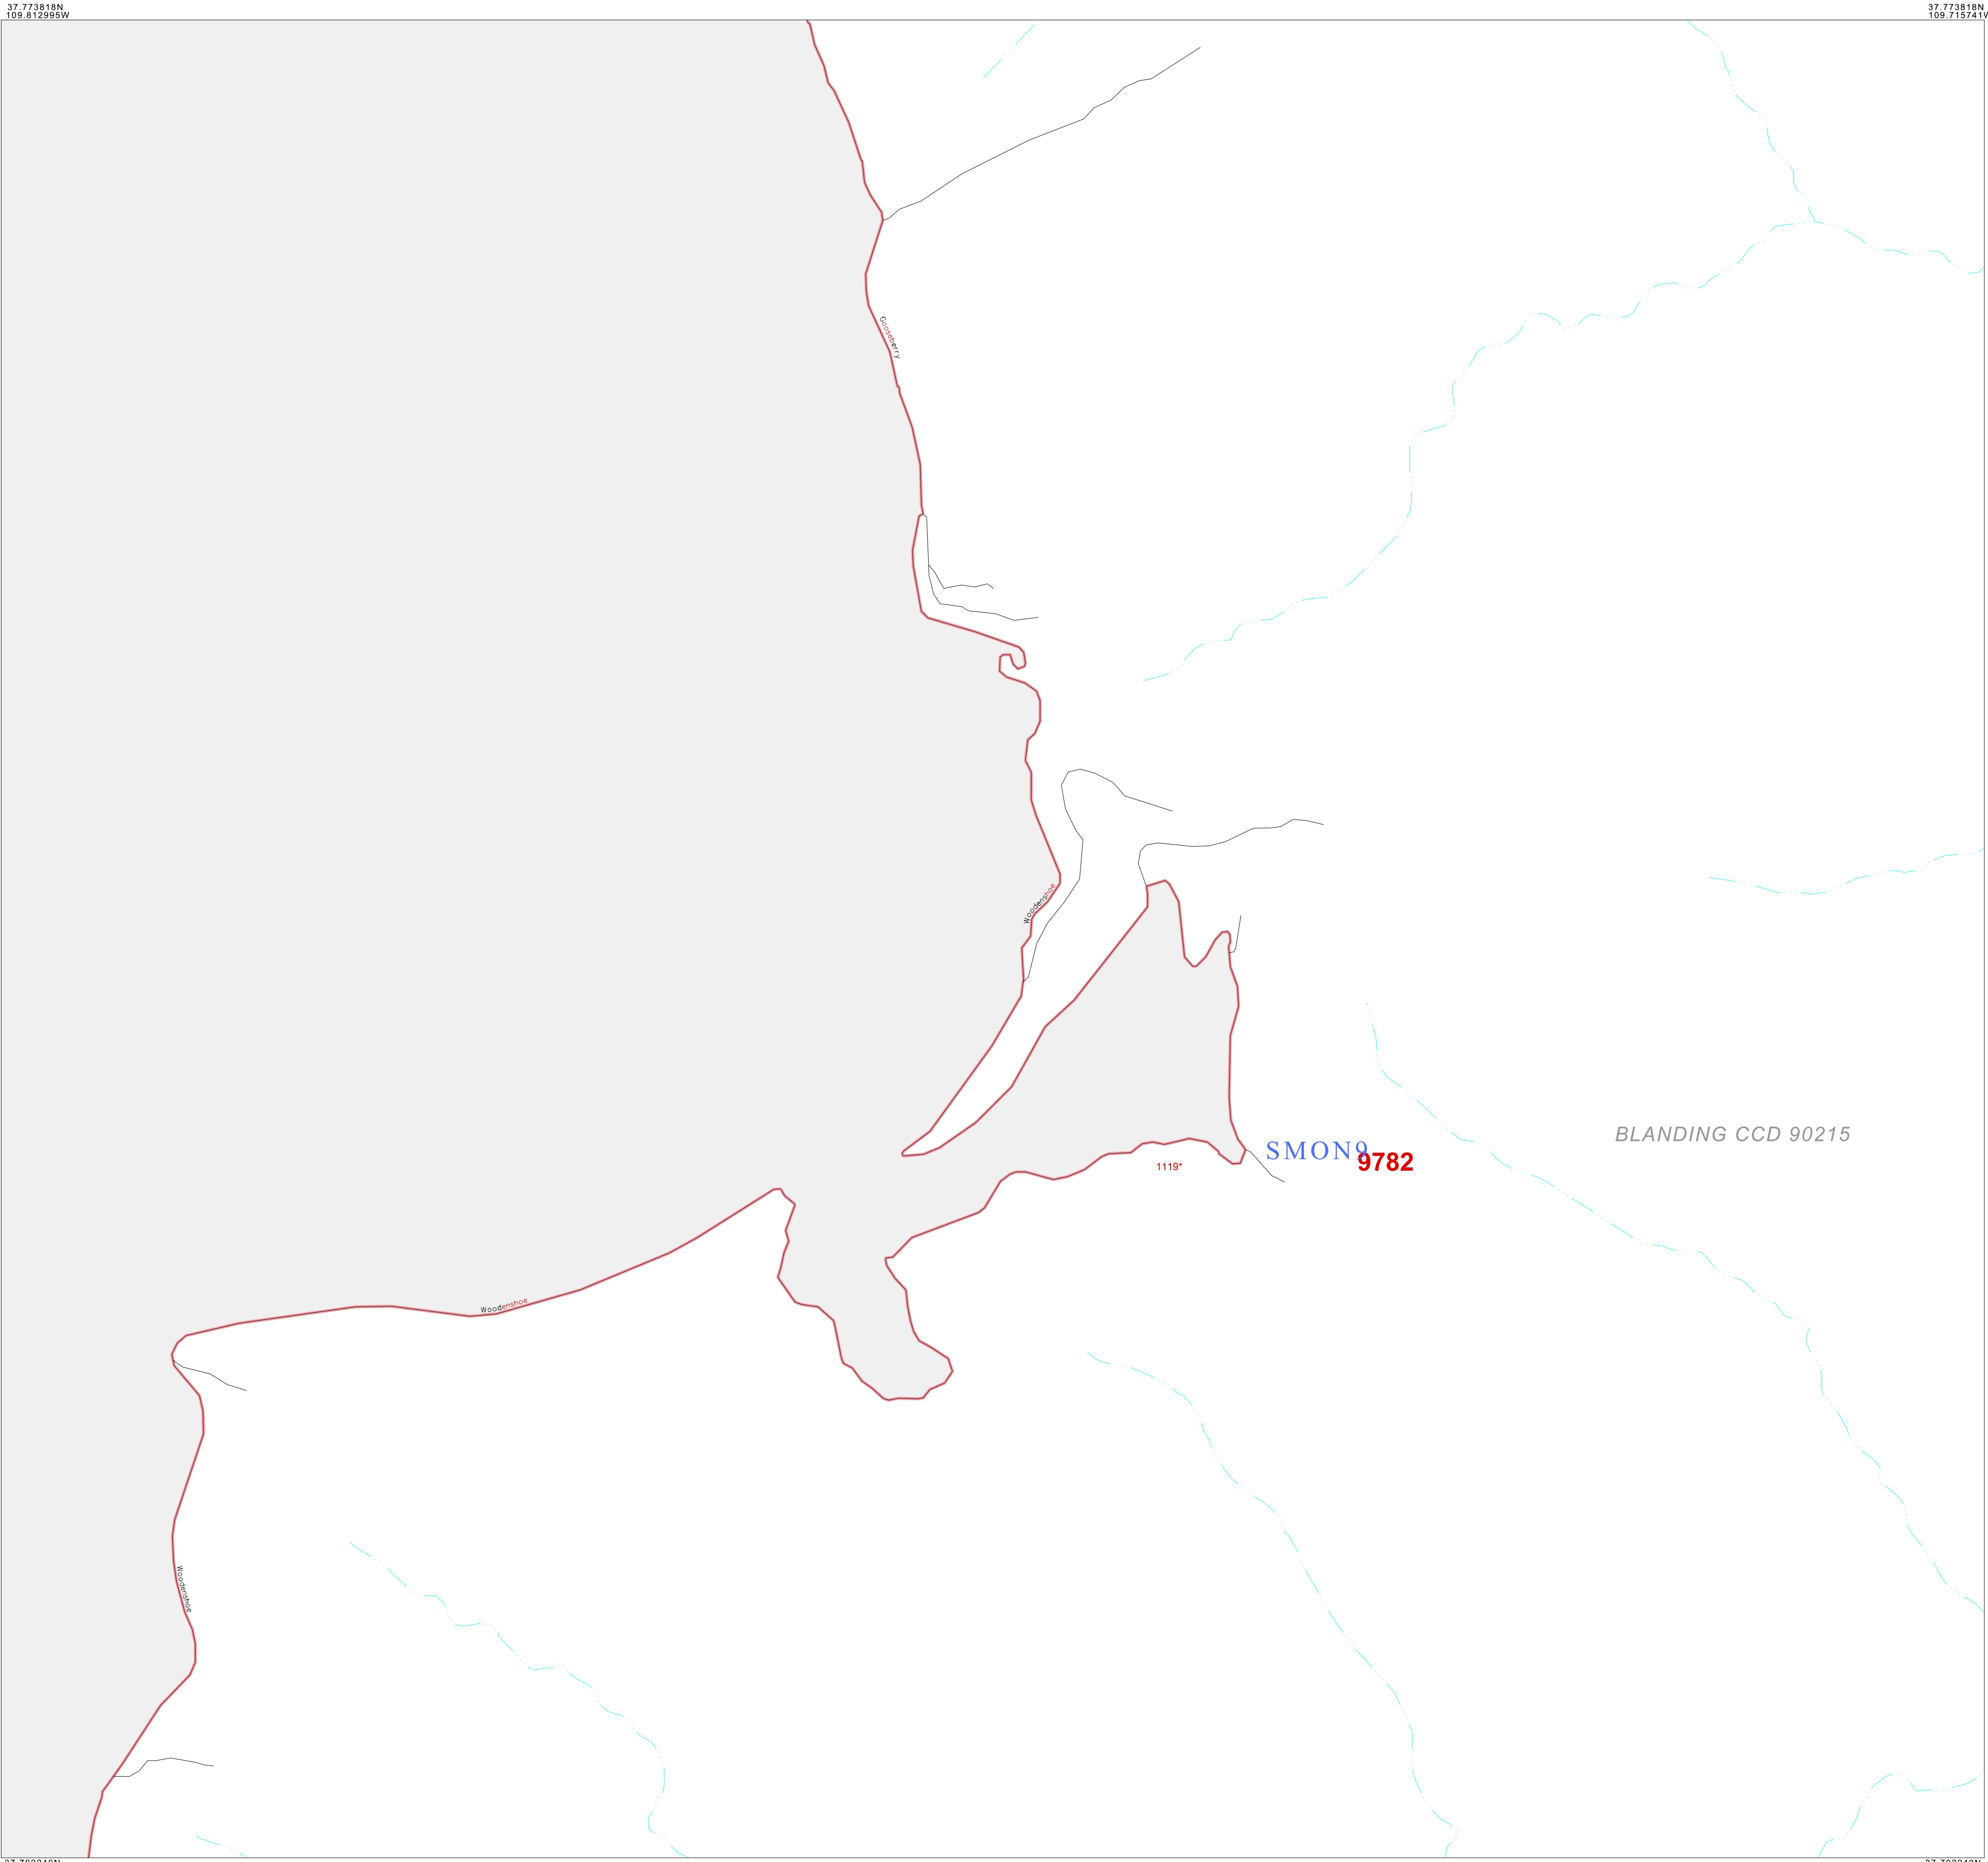 37.773818N
109.812995W
37.773818N
109.715741W
Gooseberry
Woodenshoe
BLANDING CCD 90215
SMON9
9782
1119*
Woodenshoe
Woodenshoe